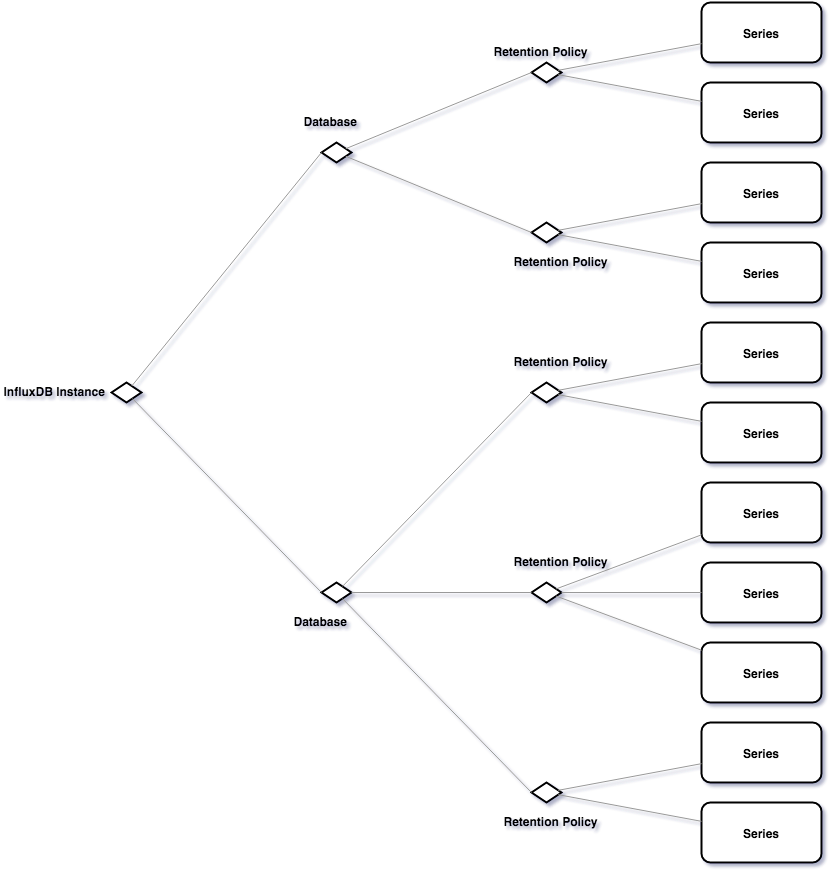 Retention Policy
Series
Series
Database
Series
Retention Policy
Series
Retention Policy
Series
InfluxDB Instance
Series
Series
Retention Policy
Series
Database
Series
Series
Retention Policy
Series